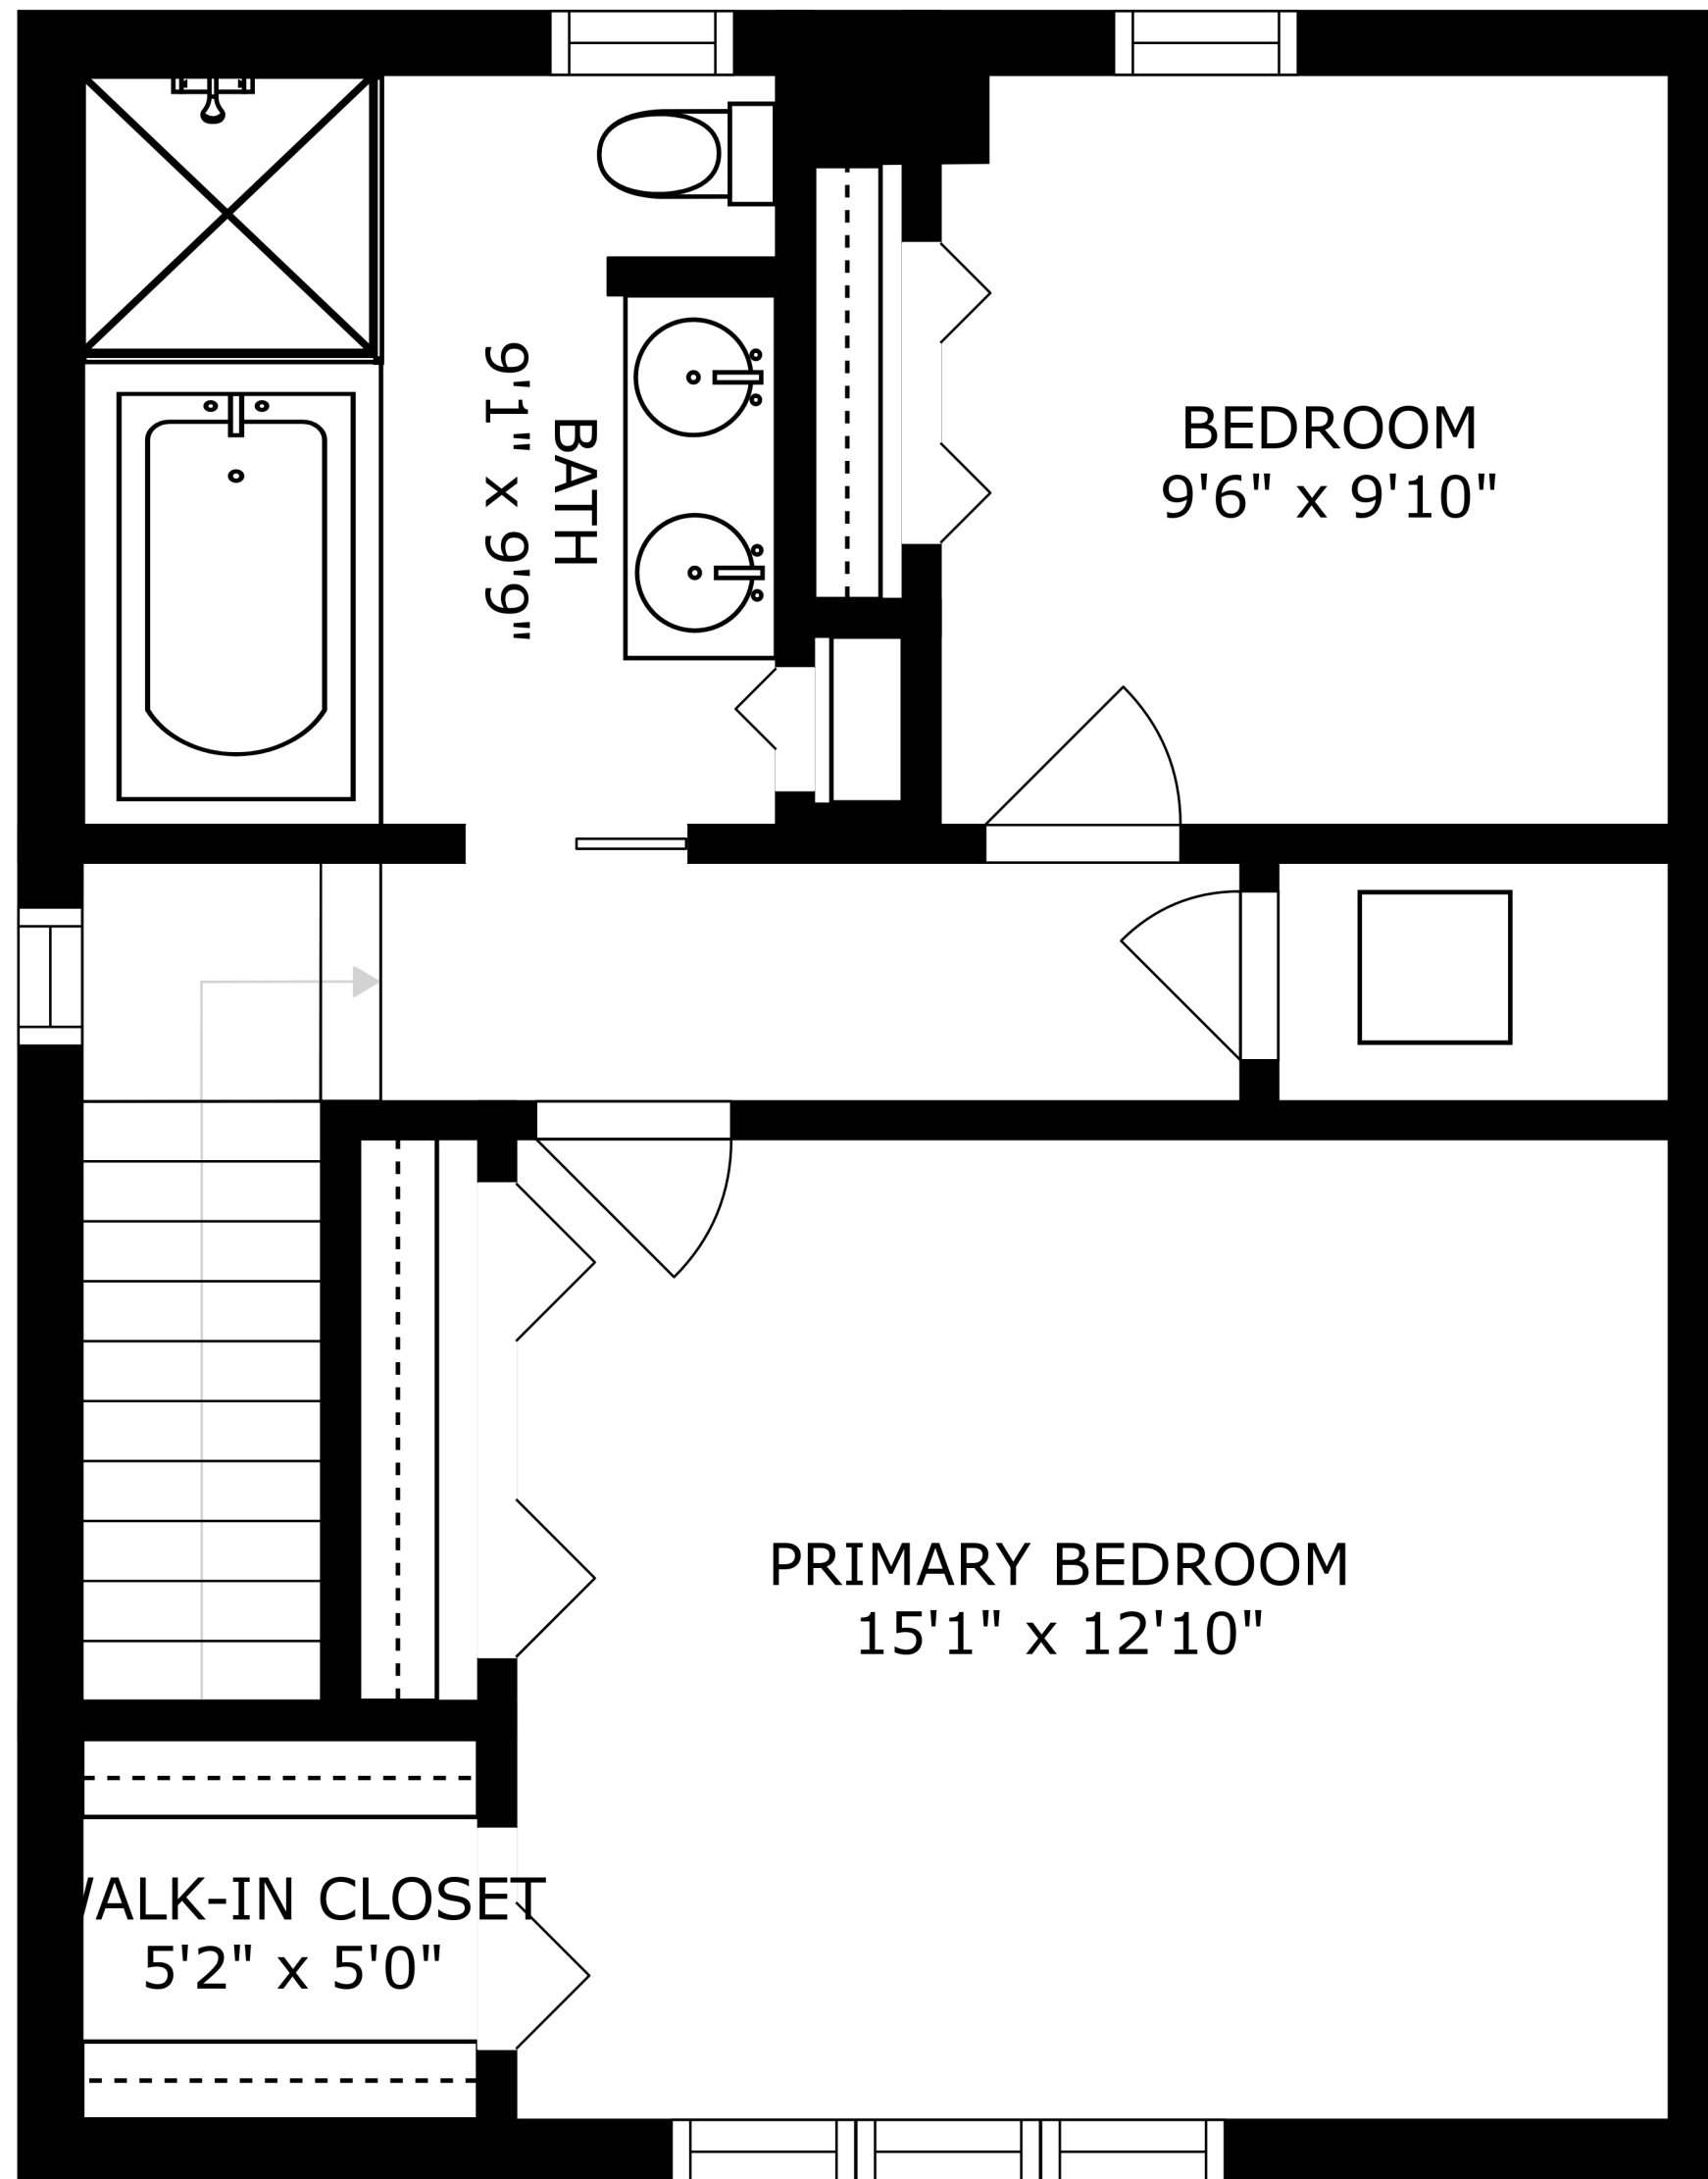 BATH
9'1" x 9'9"
BEDROOM
9'6" x 9'10"
PRIMARY BEDROOM
15'1" x 12'10"
WALK-IN CLOSET
5'2" x 5'0"